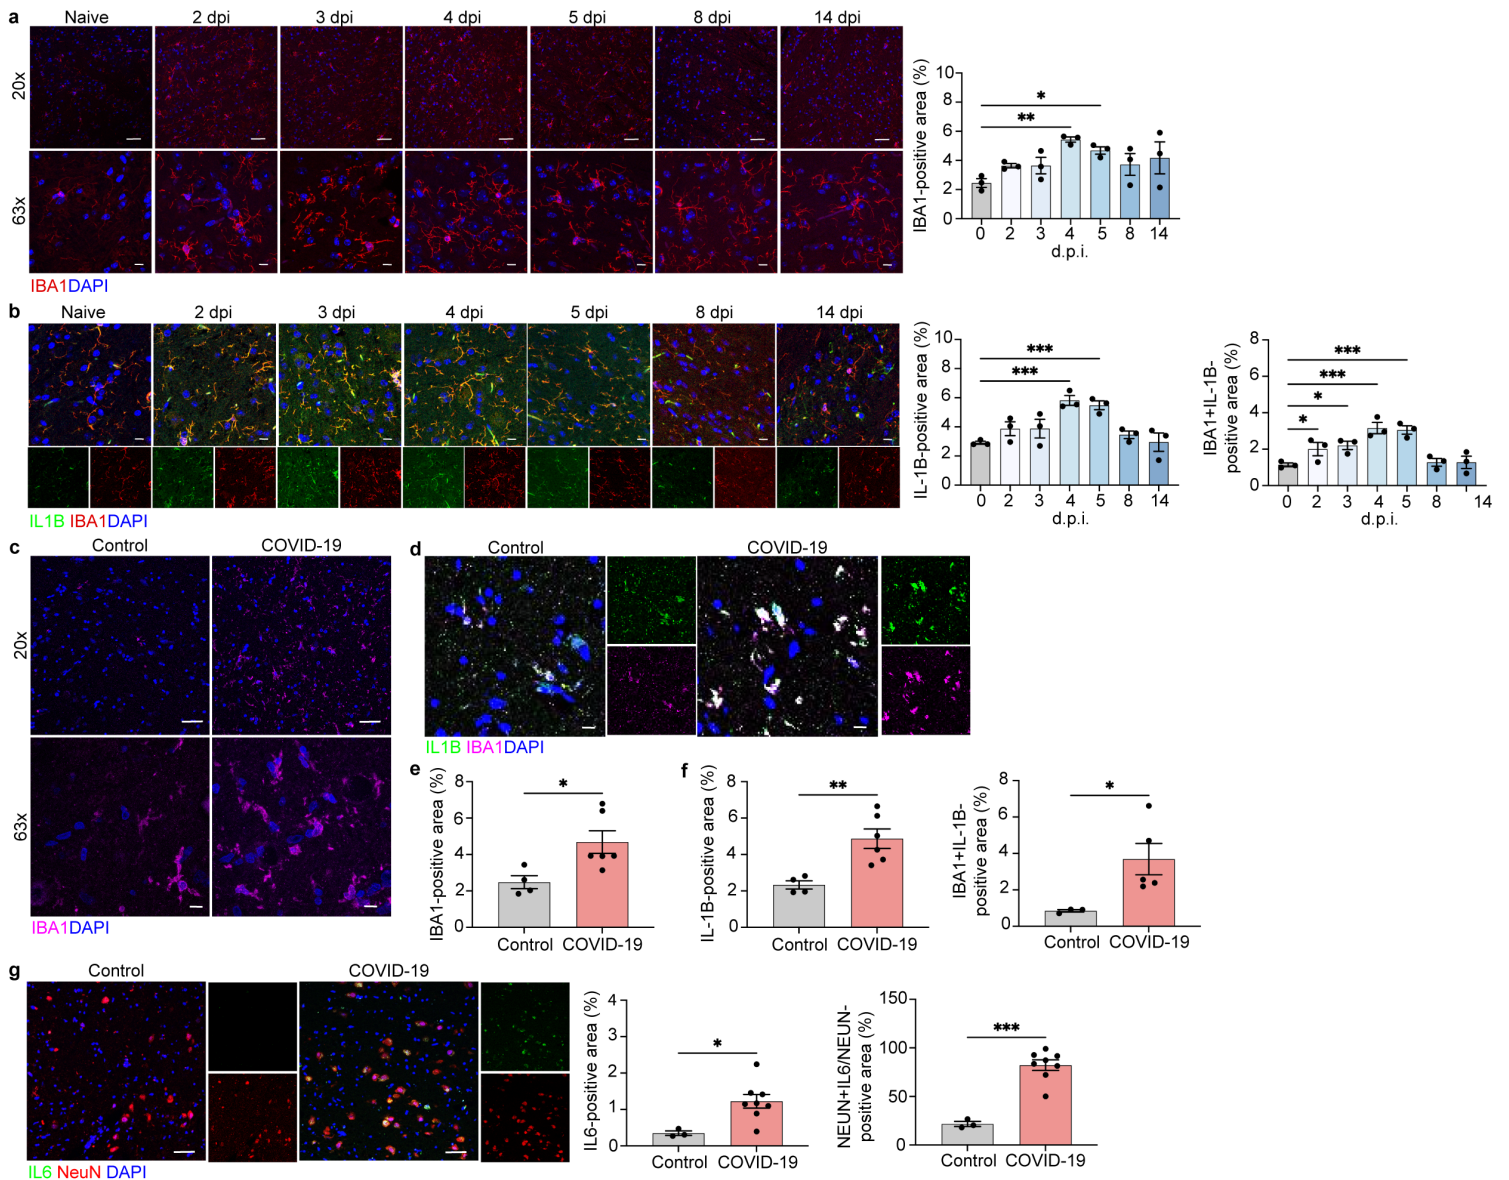 a
Naive 2 dpi 3 dpi 4 dpi 5 dpi 8 dpi 14 dpi
20x
63x
IBA1DAPI
IBA1-positive area (%)
10
8
6
4
2
0
* **
0 2 3 4 5 8 14
d.p.i.
b
Naive 2 dpi 3 dpi 4 dpi 5 dpi 8 dpi 14 dpi
IL1B IBA1DAPI
IL-1B-positive area (%)
10
8
6
4
2
0
***
***
0 2 3 4 5 8 14
d.p.i.
IBA1+IL-1B-
positive area (%)
8
6
4
2
0
***
***
*
*
0 2 3 4 5 8 14
d.p.i.
c
Control COVID-19
20x
63x
IBA1DAPI
d
Control COVID-19
IL1B IBA1DAPI
e
IBA1-positive area (%)
8
6
4
2
0
*
Control COVID-19
f
IL-1B-positive area (%)
8
6
4
2
0
**
Control COVID-19
IBA1+IL-1B-
positive area (%)
8
6
4
2
0
*
Control COVID-19
g
Control COVID-19
IL6 NeuN DAPI
IL6-positive area (%)
4
3
2
1
0
*
Control COVID-19
NEUN+IL6/NEUN-
positive area (%)
150
100
50
0
***
Control COVID-19